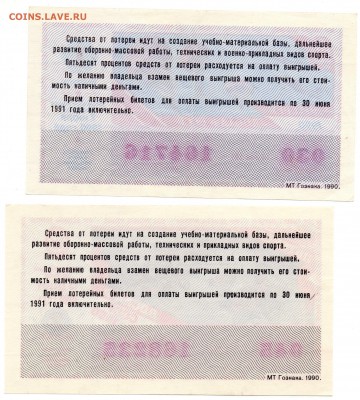 COINS.SU
Средства от лотереи идут на создание учебно-материальной базы, дальнейшее
развитие оборонно-массовой работы, технических и военно-прикладных видов спорта.
Пятьдесят процентов средств от лотереи расходуется на оплату выигрышей.
По желанию владельца взамен вещевого выигрыша можно получить его стои-
мость наличными деньгами.
Прием лотерейных билетов для оплаты выигрышей производится по 30 июня
1991 года включительно.
МТ Гознака. 1990.
Средства от лотереи идут на создание учебно-материальной базы, дальнейшее
развитие оборонно-массовой работы, технических и прикладных видов спорта.
Пятьдесят процентов средств от лотереи расходуется на оплату выигрышей.
По желанию владельца взамен вещевого выигрыша можно получить его стои-
мость наличными деньгами.
Прием лотерейных билетов для оплаты выигрышей производится по 30 июня
1991 года включительно.
МТ Гознака. 1990.